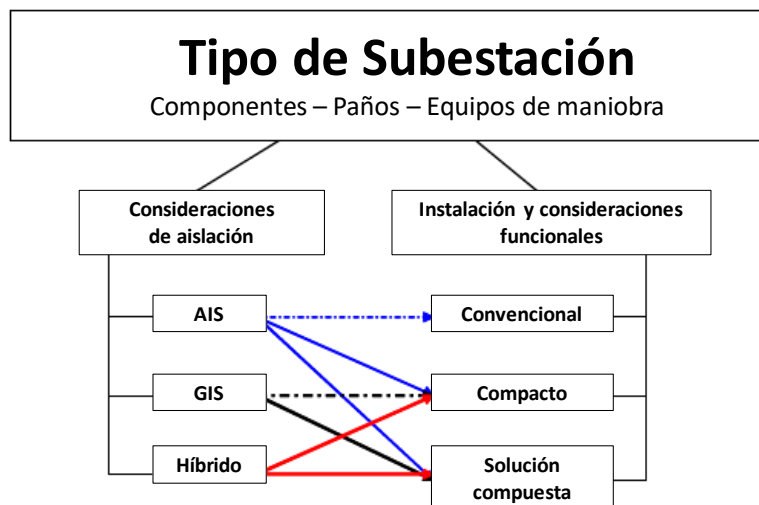 Tipo de Subestación
Componentes – Paños – Equipos de maniobra
Consideraciones
de aislación
Instalación y consideraciones
funcionales
AIS
Convencional
GIS
Compacto
Híbrido
Solución
compuesta